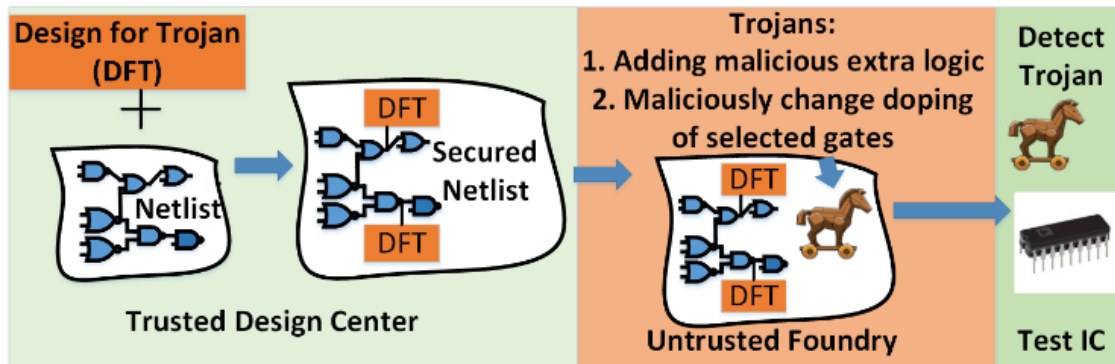 Design for Trojan
(DFT)
Netlist
DFT
Secured
Netlist
DFT
Trusted Design Center
Trojans:
1. Adding malicious extra logic
2. Maliciously change doping
of selected gates
DFT
DFT
Untrusted Foundry
Detect
Trojan
Test IC